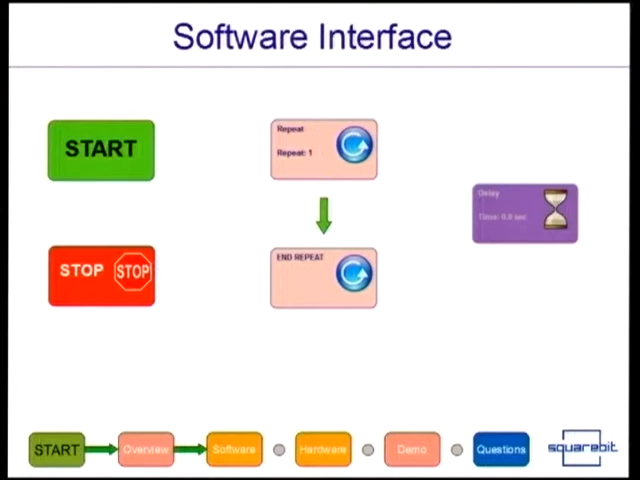 Software Interface
START
Repeat
Repeat: 1
Delay
Time: 0.0 sec
STOP
STOP
END REPEAT
START
Overview
Software
Hardware
Demo
Questions
squarebit